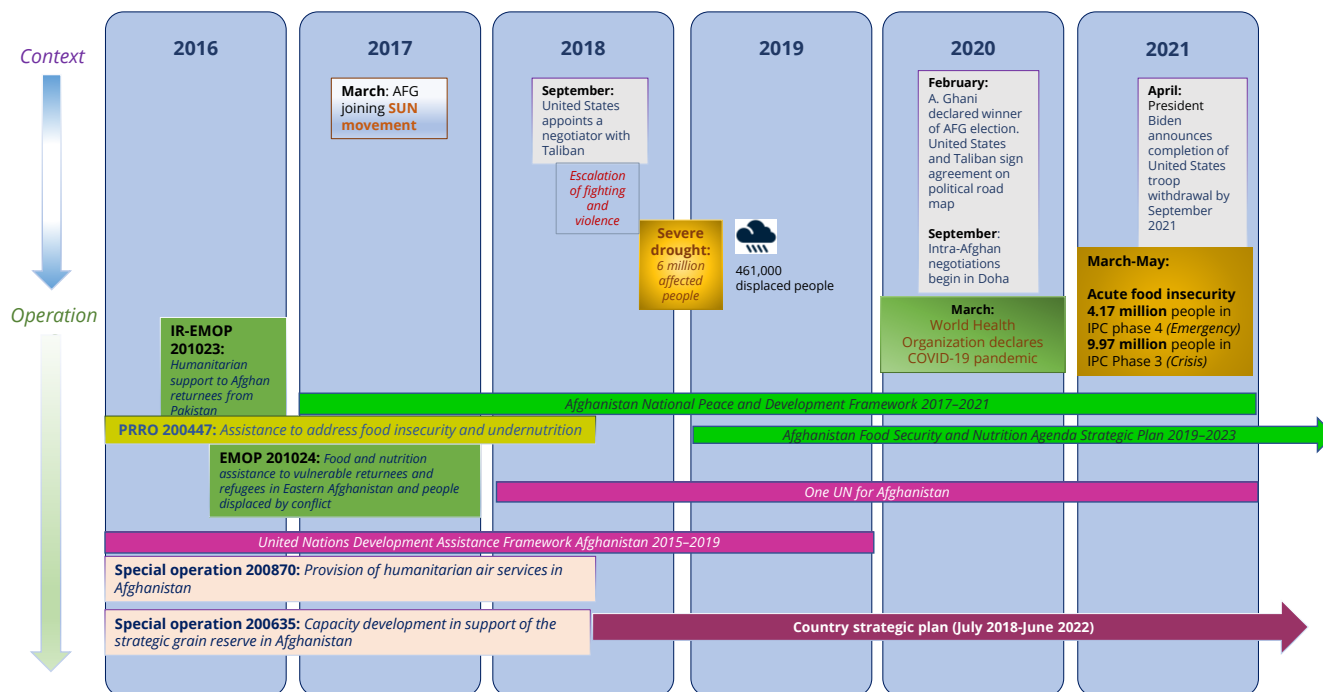 Context
2016
2017
2018
2019
2020
2021
March: AFG
joining SUN
movement
September:
United States
appoints a
negotiator with
Taliban
Escalation
of fighting
and
violence
Severe
drought:
6 million
affected
people
461,000
displaced people
February:
A. Ghani
declared winner
of AFG election.
United States
and Taliban sign
agreement on
political road
map
September:
Intra-Afghan
negotiations
begin in Doha
April:
President
Biden
announces
completion of
United States
troop
withdrawal by
September
2021
March:
World Health
Organization declares
COVID-19 pandemic
March-May:
Acute food insecurity
4.17 million people in
IPC phase 4 (Emergency)
9.97 million people in
IPC Phase 3 (Crisis)
Operation
IR-EMOP
201023:
Humanitarian
support to Afghan
returnees from
Pakistan
Afghanistan National Peace and Development Framework 2017–2021
PRRO 200447: Assistance to address food insecurity and undernutrition
Afghanistan Food Security and Nutrition Agenda Strategic Plan 2019–2023
EMOP 201024: Food and nutrition
assistance to vulnerable returnees and
refugees in Eastern Afghanistan and people
displaced by conflict
One UN for Afghanistan
United Nations Development Assistance Framework Afghanistan 2015–2019
Special operation 200870: Provision of humanitarian air services in
Afghanistan
Special operation 200635: Capacity development in support of the
strategic grain reserve in Afghanistan
Country strategic plan (July 2018-June 2022)